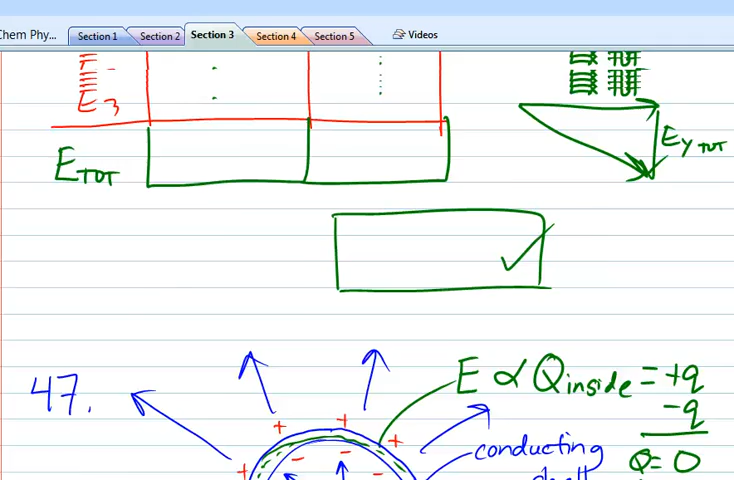 Chem Phy...
Section 1
Section 2
Section 3
Section 4
Section 5
Videos
E3
ETOT
Ey TOT
47.
E ∝ Qinside = +q
-q
Q= 0
conducting
+ + + +
- - -